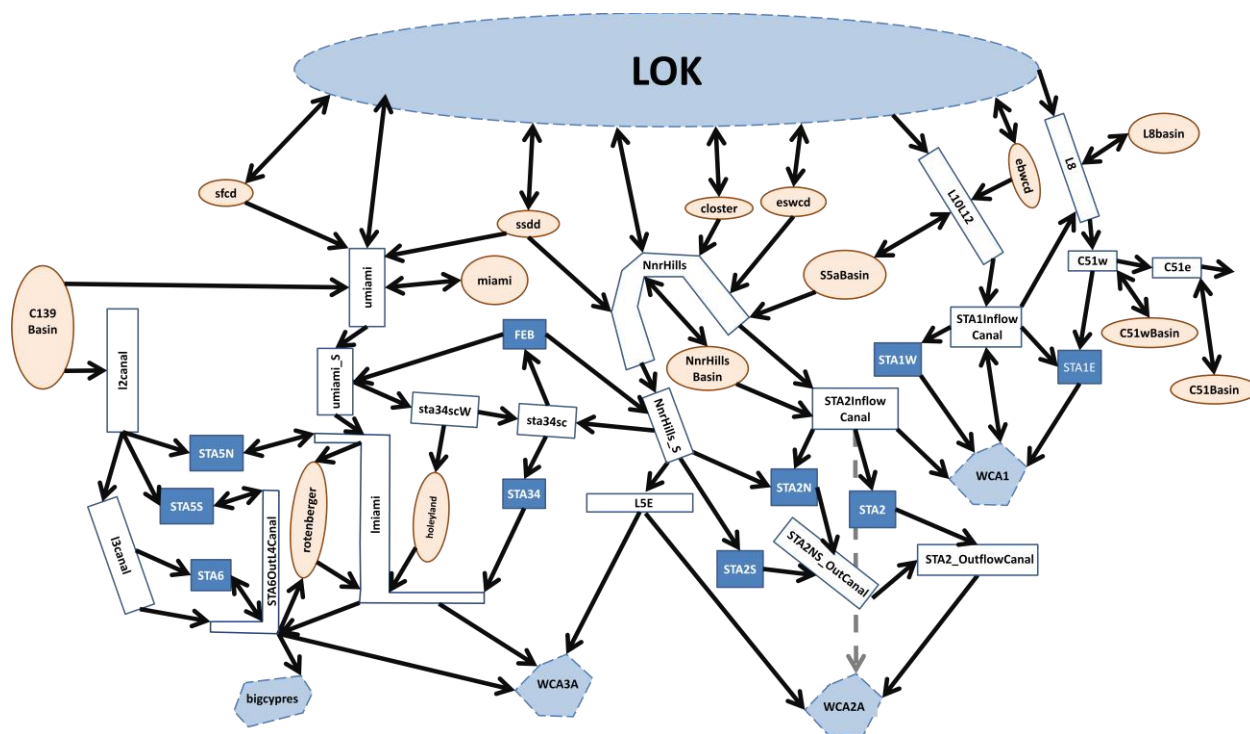 LOK
L8basin
L8
ebwcd
sfcd
closter
eswcd
L10L12
ssdd
NnrHills
S5aBasin
C51w
C51e
umiami
miami
C139
Basin
STA1Inflow
Canal
C51wBasin
l2canal
FEB
STA1W
STA1E
umiami_S
NnrHills
Basin
C51Basin
sta34scW
sta34sc
NnrHills_S
STA2Inflow
Canal
STA5N
WCA1
STA5S
STA34
STA2N
L5E
STA2
rotenberger
lmiami
holeyland
l3canal
STA6
STA6OutL4Canal
STA2S
STA2NS_OutCanal
STA2_OutflowCanal
bigcypres
WCA3A
WCA2A